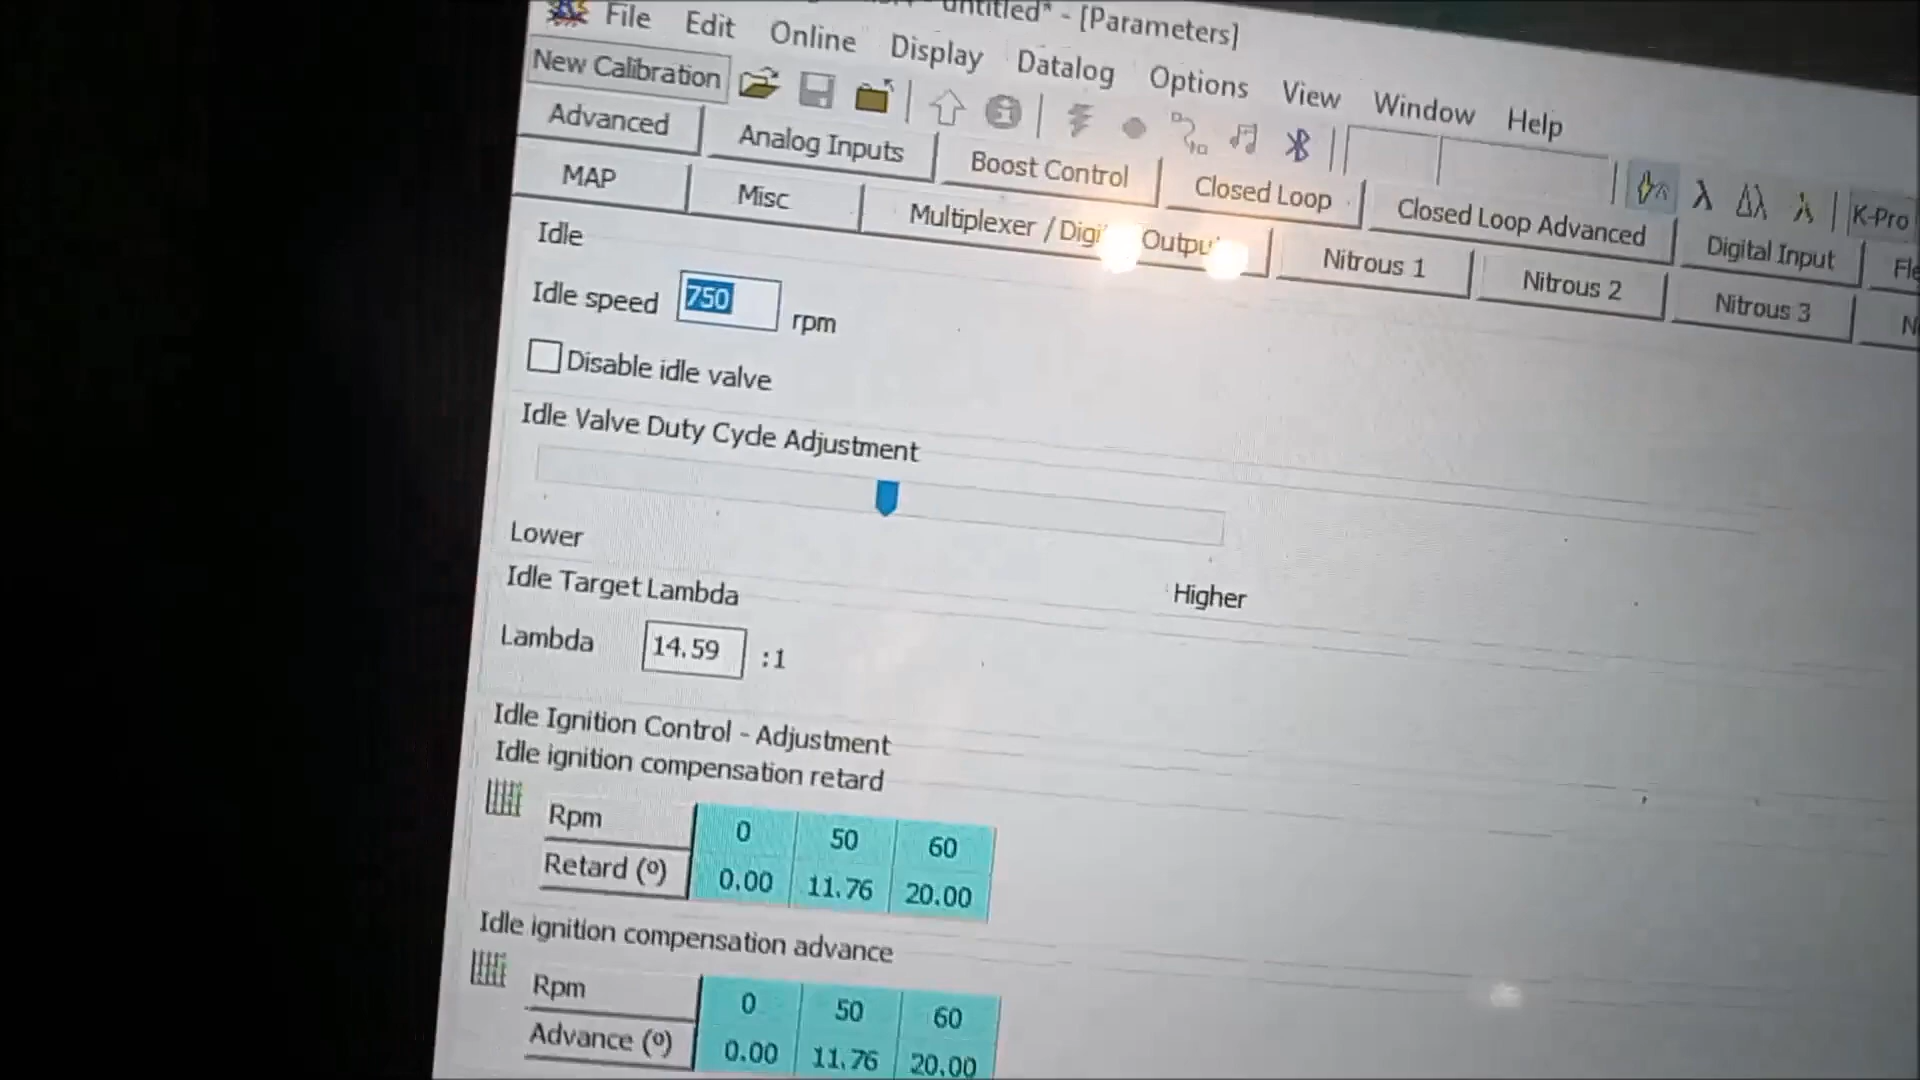 untitled* - [Parameters]
File Edit Online Display Datalog Options View Window Help
New Calibration
K-Pro
Advanced Analog Inputs Boost Control Closed Loop Closed Loop Advanced Digital Input
MAP Misc Multiplexer / Digi Outpu Nitrous 1 Nitrous 2 Nitrous 3
Idle
Idle speed 750 rpm
Disable idle valve
Idle Valve Duty Cycle Adjustment
Lower Higher
Idle Target Lambda
Lambda 14.59 :1
Idle Ignition Control - Adjustment
Idle ignition compensation retard
Rpm 0 50 60
Retard (º) 0.00 11.76 20.00
Idle ignition compensation advance
Rpm 0 50 60
Advance (º) 0.00 11.76 20.00